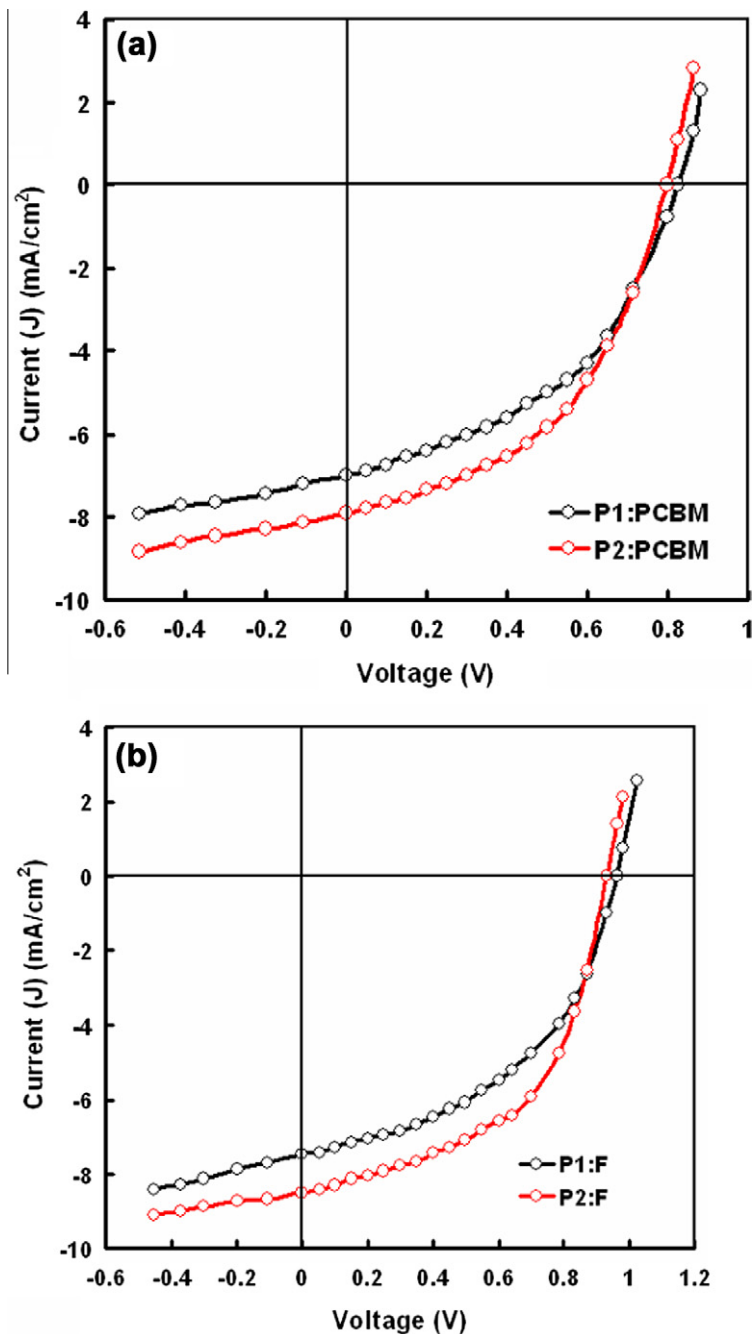 (a)
4
2
0
-2
-4
-6
-8
-10
Current (J) (mA/cm²)
P1:PCBM
P2:PCBM
-0.6 -0.4 -0.2 0 0.2 0.4 0.6 0.8 1
Voltage (V)
(b)
4
2
0
-2
-4
-6
-8
-10
Current (J) (mA/cm²)
P1:F
P2:F
-0.6 -0.4 -0.2 0 0.2 0.4 0.6 0.8 1 1.2
Voltage (V)